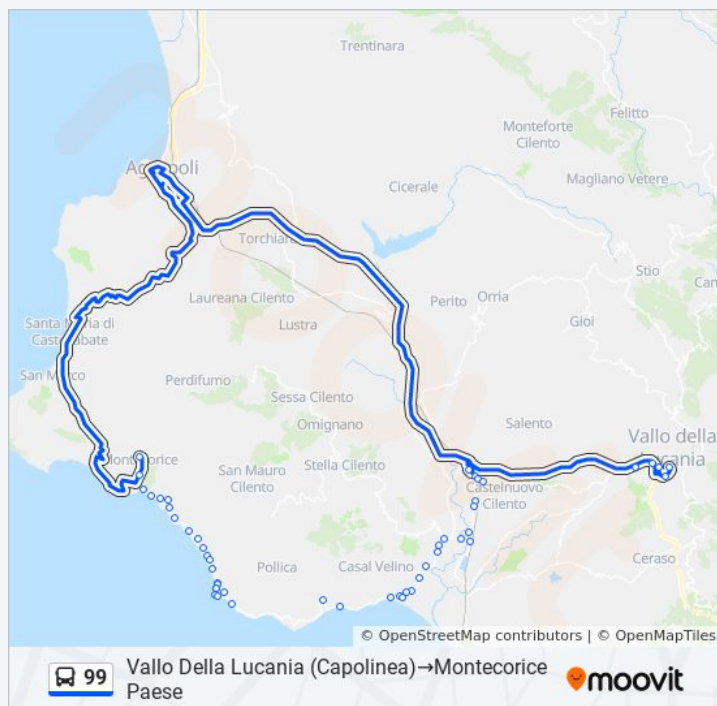 Trentinara
Felitto
Monteforte
Cilento
Magliano Vetere
Agropoli
Cicerale
Torchiara
Stio
Perito
Orria
Laureana Cilento
Gioi
Lustra
Santa Maria di
Castellabate
San Marco
Perdifumo
Sessa Cilento
Omignano
Salento
Vallo della
Lucania
Montecorice
San Mauro
Cilento
Stella Cilento
Castelnuovo
Cilento
Ceraso
Pollica
Casal Velino
© OpenStreetMap contributors | © OpenMapTiles
99
Vallo Della Lucania (Capolinea)→Montecorice
Paese
moovit